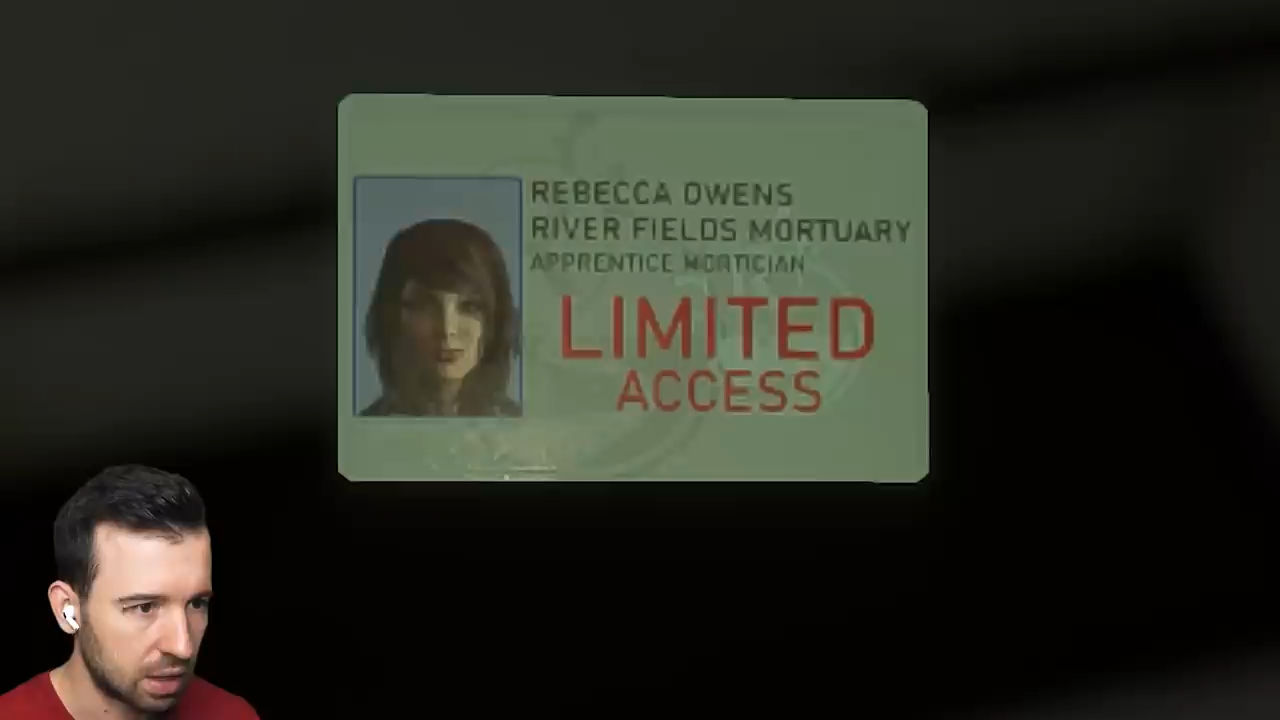 REBECCA OWENS
RIVER FIELDS MORTUARY
APPRENTICE MORTICIAN
LIMITED
ACCESS